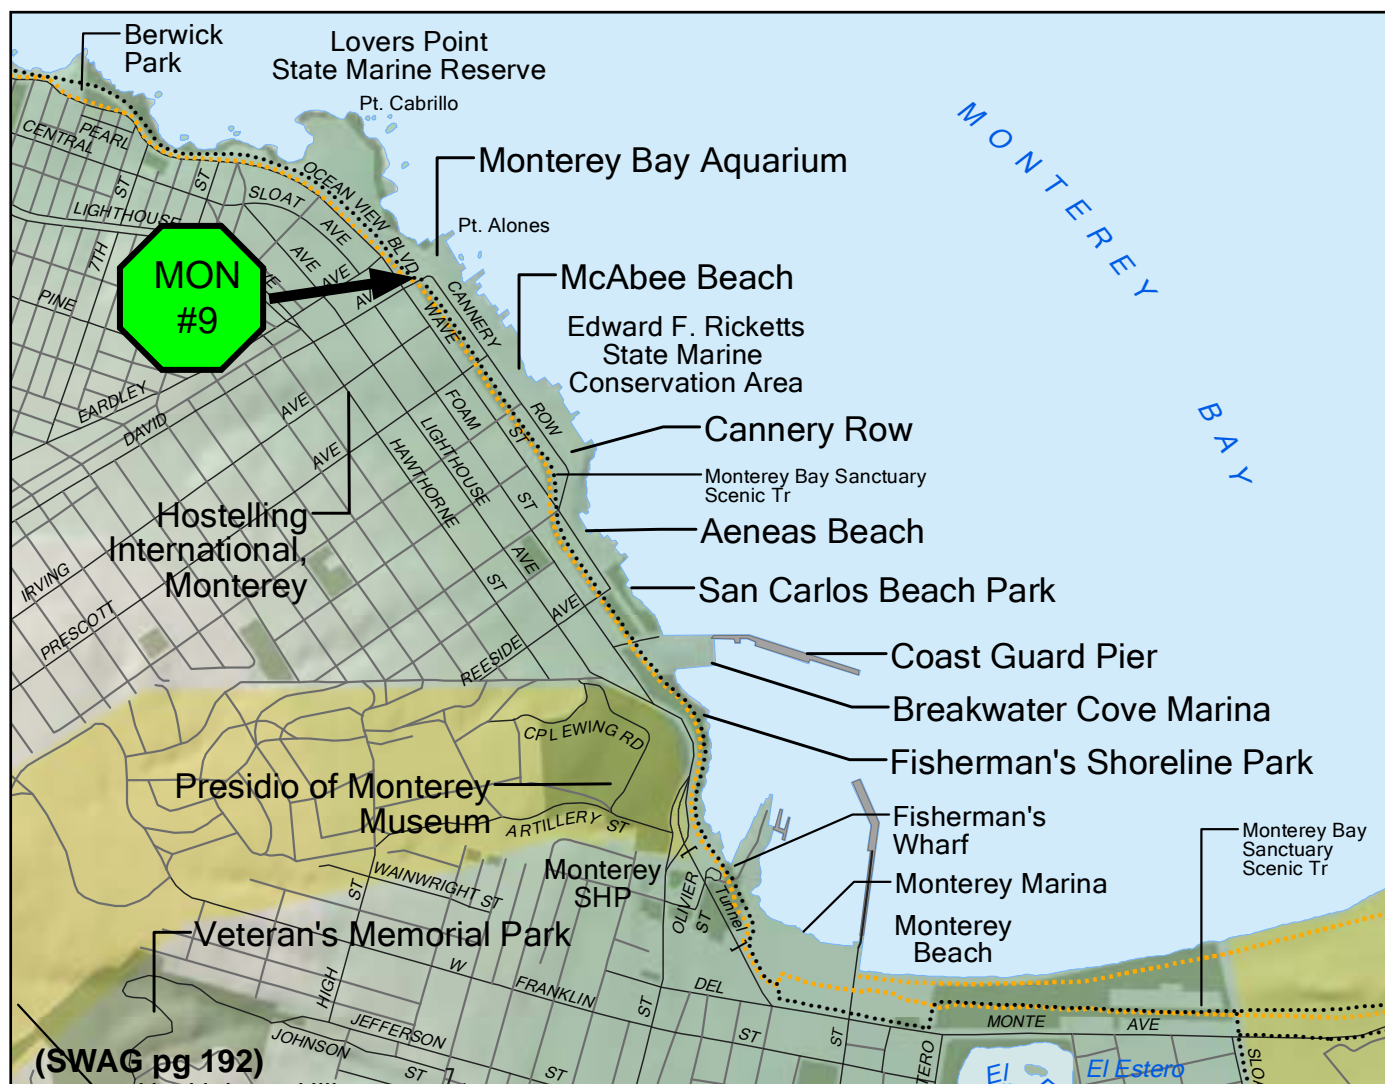 Berwick
Park
Lovers Point
State Marine Reserve
Pt. Cabrillo
MONTEREY
BAY
PEARL
ST
CENTRAL
ST
OCEAN VIEW
BLVD
Monterey Bay Aquarium
SLOAT
AVE
LIGHTHOUSE
AVE
Pt. Alones
7TH
MON
#9
AVE
AVE
McAbee Beach
CANNERY
ROW
PINE
WAVE
ST
Edward F. Ricketts
State Marine
Conservation Area
EARDLEY
DAVID
AVE
AVE
FOAM
ST
LIGHTHOUSE
AVE
HAWTHORNE
ST
Cannery Row
Monterey Bay Sanctuary
Scenic Tr
Hostelling
International,
Monterey
Aeneas Beach
IRVING
PRESCOTT
San Carlos Beach Park
REESIDE
AVE
Coast Guard Pier
Breakwater Cove Marina
CPL EWING RD
Fisherman's Shoreline Park
Presidio of Monterey
Museum
ARTILLERY ST
Fisherman's
Wharf
Monterey Bay
Sanctuary
Scenic Tr
WAINWRIGHT ST
Monterey
SHP
OLIVIER
ST
Tunnel
Monterey Marina
Veteran's Memorial Park
Monterey
Beach
HIGH
ST
W
FRANKLIN
ST
DEL
MONTE
AVE
JEFFERSON
ST
JOHNSON
ST
ST
ST
El Estero
El
(SWAG pg 192)